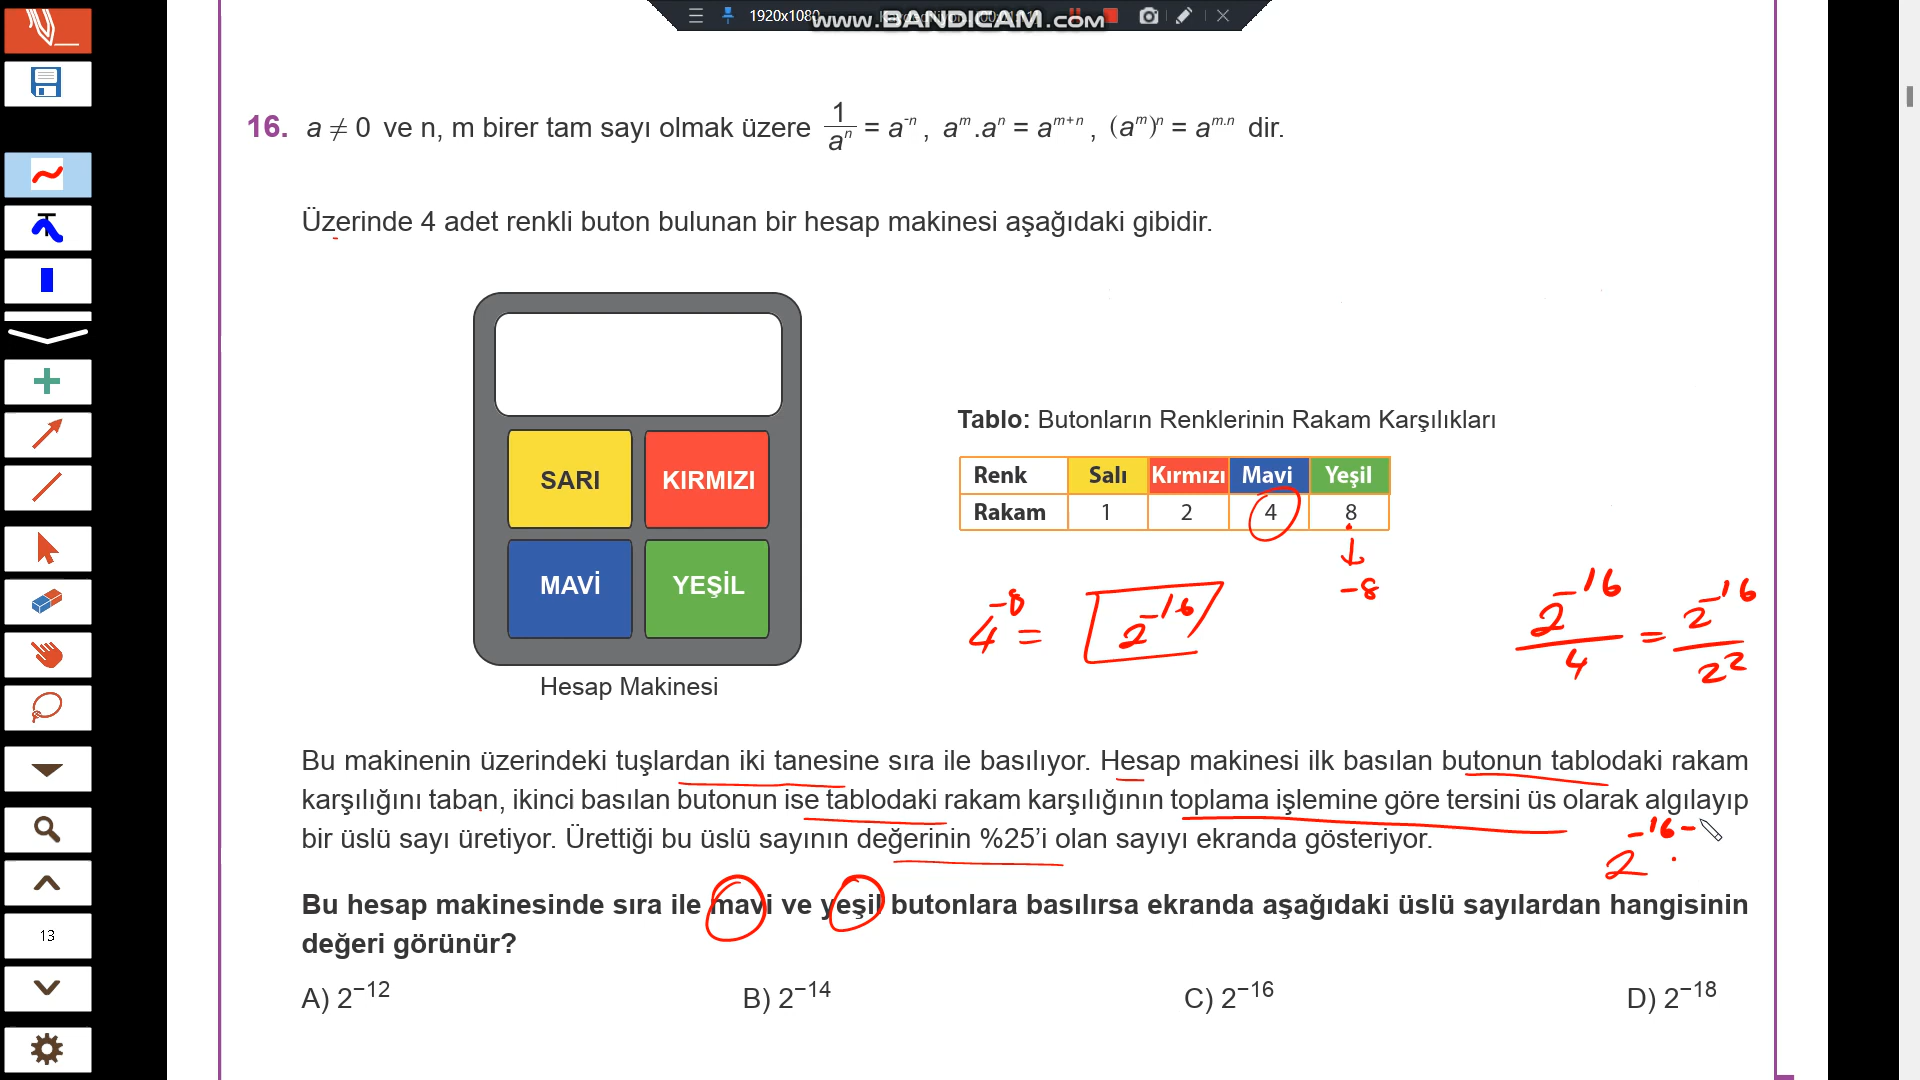 1920x1080
www.BANDICAM.com
16. a ≠ 0 ve n, m birer tam sayı olmak üzere 1/aⁿ = a⁻ⁿ , aᵐ.aⁿ = aᵐ⁺ⁿ , (aᵐ)ⁿ = aᵐ·ⁿ dir.
Üzerinde 4 adet renkli buton bulunan bir hesap makinesi aşağıdaki gibidir.
SARI KIRMIZI
MAVİ YEŞİL
Hesap Makinesi
Tablo: Butonların Renklerinin Rakam Karşılıkları
Renk Salı Kırmızı Mavi Yeşil
Rakam 1 2 4 8
-8
4⁻⁸ = 2⁻¹⁶
2⁻¹⁶/4 = 2⁻¹⁶/2²
Bu makinenin üzerindeki tuşlardan iki tanesine sıra ile basılıyor. Hesap makinesi ilk basılan butonun tablodaki rakam
karşılığını taban, ikinci basılan butonun ise tablodaki rakam karşılığının toplama işlemine göre tersini üs olarak algılayıp
bir üslü sayı üretiyor. Ürettiği bu üslü sayının değerinin %25’i olan sayıyı ekranda gösteriyor.
2⁻¹⁶⁻
Bu hesap makinesinde sıra ile mavi ve yeşil butonlara basılırsa ekranda aşağıdaki üslü sayılardan hangisinin
değeri görünür?
A) 2⁻¹² B) 2⁻¹⁴ C) 2⁻¹⁶ D) 2⁻¹⁸
13